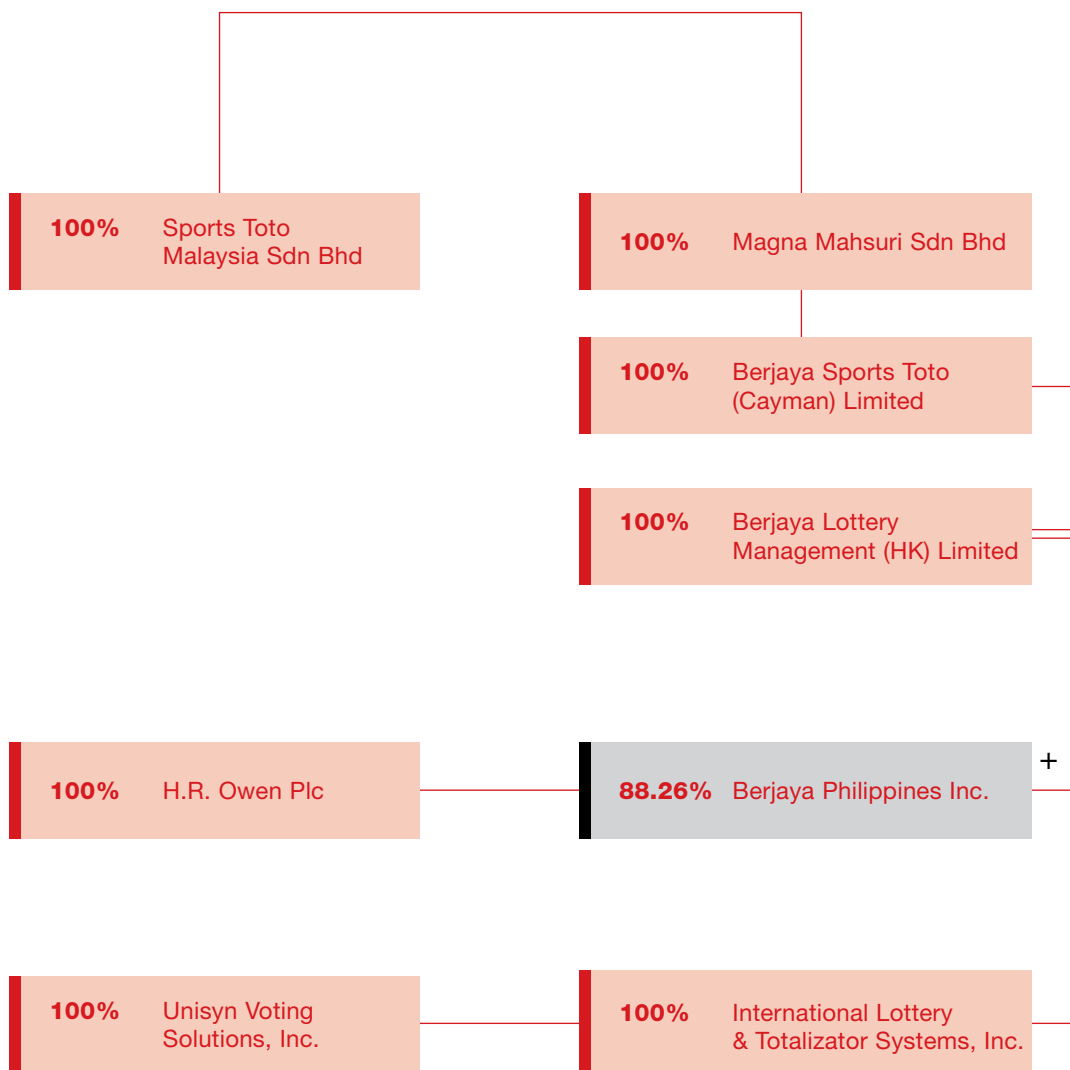 100% Sports Toto
Malaysia Sdn Bhd
100% Magna Mahsuri Sdn Bhd
100% Berjaya Sports Toto
(Cayman) Limited
100% Berjaya Lottery
Management (HK) Limited
100% H.R. Owen Plc
88.26% Berjaya Philippines Inc.
+
100% Unisyn Voting
Solutions, Inc.
100% International Lottery
& Totalizator Systems, Inc.